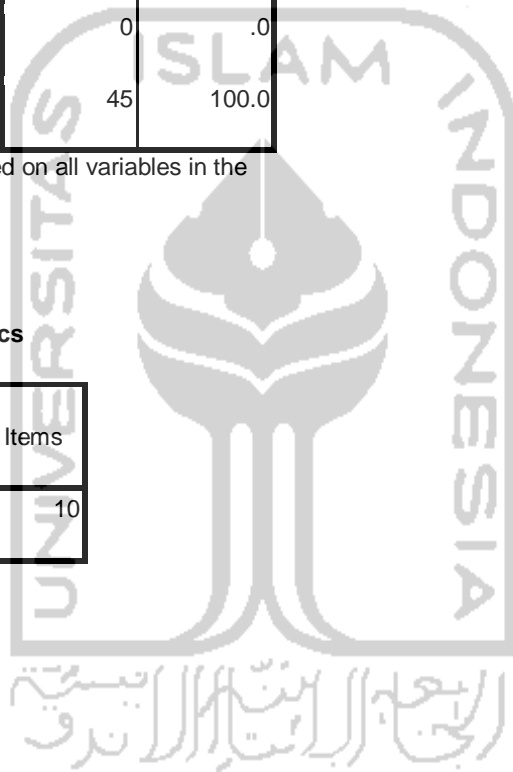 0 .0
45 100.0
ed on all variables in the
cs
Items
10
ISLAM
UNIVERSITAS
INDONESIA